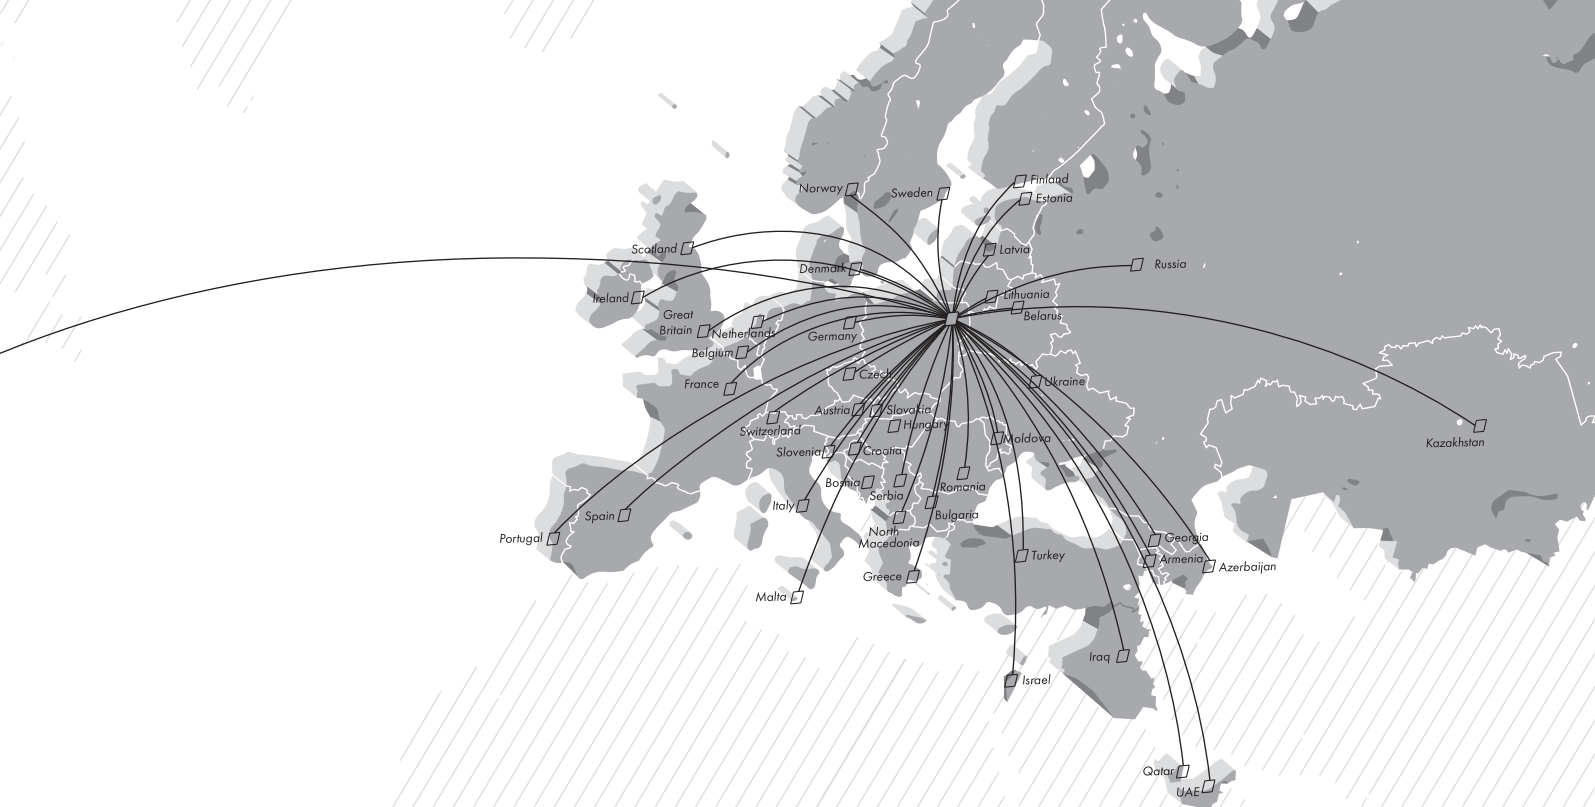 Finland
Norway
Sweden
Estonia
Scotland
Latvia
Russia
Denmark
Ireland
Lithuania
Great
Britain
Belarus
Netherlands
Germany
Belgium
Czech
France
Ukraine
Austria
Slovakia
Hungary
Switzerland
Moldova
Kazakhstan
Slovenia
Croatia
Bosnia
Serbia
Romania
Italy
Spain
Bulgaria
North
Macedonia
Portugal
Georgia
Turkey
Armenia
Azerbaijan
Greece
Malta
Iraq
Israel
Qatar
UAE